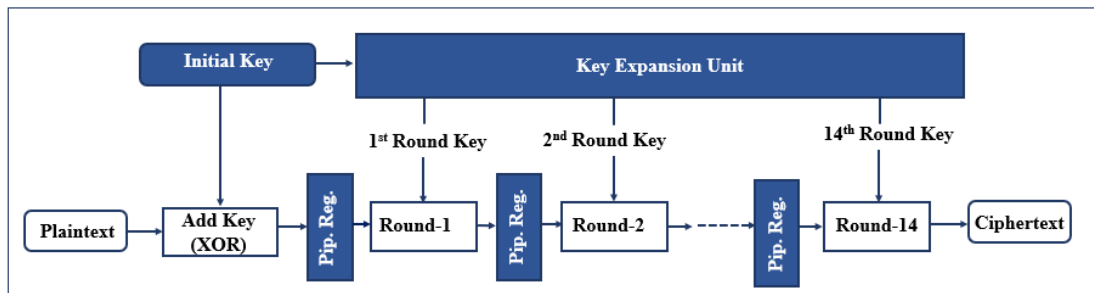 Initial Key
Key Expansion Unit
1st Round Key
2nd Round Key
14th Round Key
Plaintext
Add Key
(XOR)
Pip. Reg.
Round-1
Pip. Reg.
Round-2
Pip. Reg.
Round-14
Ciphertext